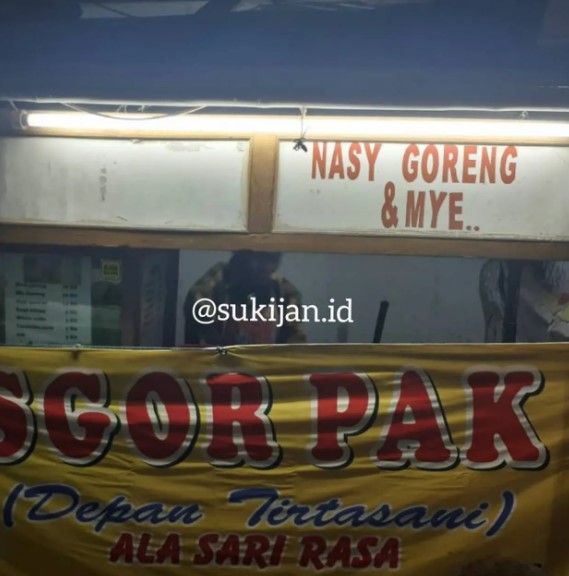 NASY GORENG
& MYE..
@sukijan.id
SGOR PAK
(Depan Tirtasani)
ALA SARI RASA